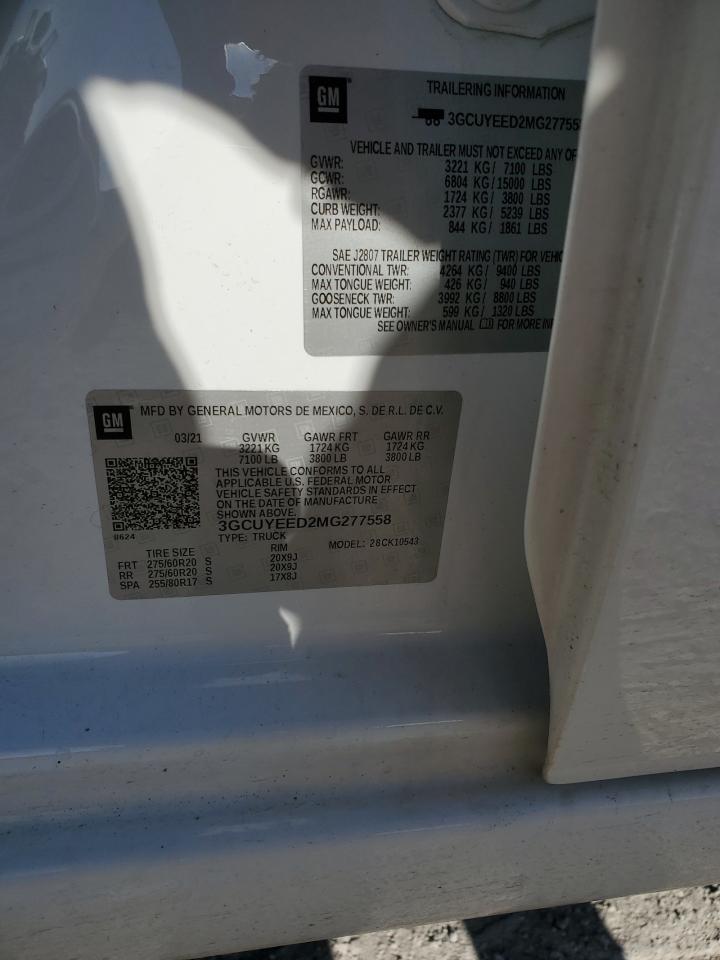 GM
TRAILERING INFORMATION
3GCUYEED2MG27755
VEHICLE AND TRAILER MUST NOT EXCEED ANY OF
GVWR: 3221 KG / 7100 LBS
GCWR: 6804 KG / 15000 LBS
RGAWR: 1724 KG / 3800 LBS
CURB WEIGHT: 2377 KG / 5239 LBS
MAX PAYLOAD: 844 KG / 1861 LBS
SAE J2807 TRAILER WEIGHT RATING (TWR) FOR VEHIC
CONVENTIONAL TWR: 4264 KG / 9400 LBS
MAX TONGUE WEIGHT: 426 KG / 940 LBS
GOOSENECK TWR: 3992 KG / 8800 LBS
MAX TONGUE WEIGHT: 599 KG / 1320 LBS
SEE OWNER'S MANUAL FOR MORE INF
GM
MFD BY GENERAL MOTORS DE MEXICO, S. DE R.L. DE C.V.
03/21 GVWR GAWR FRT GAWR RR
3221 KG 1724 KG 1724 KG
7100 LB 3800 LB 3800 LB
THIS VEHICLE CONFORMS TO ALL
APPLICABLE U.S. FEDERAL MOTOR
VEHICLE SAFETY STANDARDS IN EFFECT
ON THE DATE OF MANUFACTURE
SHOWN ABOVE.
3GCUYEED2MG277558
8624 TYPE: TRUCK MODEL: 28CK10543
TIRE SIZE RIM
FRT 275/60R20 S 20X9J
RR 275/60R20 S 20X9J
SPA 255/80R17 S 17X8J